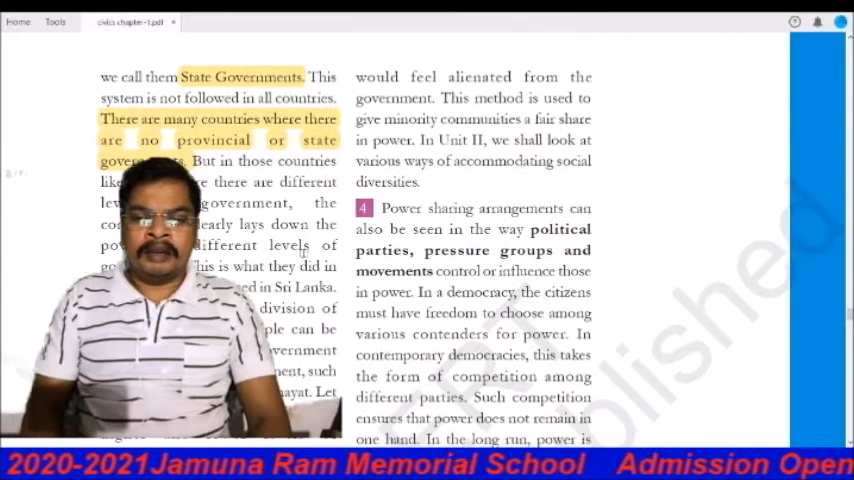 Home Tools civics chapter-1.pdf ×
we call them State Governments. This
system is not followed in all countries.
There are many countries where there
are no provincial or state
governments. But in those countries
there are different
government, the
clearly lays down the
different levels of
This is what they did in
in Sri Lanka.
division of
can be
such
Let
would feel alienated from the
government. This method is used to
give minority communities a fair share
in power. In Unit II, we shall look at
various ways of accommodating social
diversities.
4 Power sharing arrangements can
also be seen in the way political
parties, pressure groups and
movements control or influence those
in power. In a democracy, the citizens
must have freedom to choose among
various contenders for power. In
contemporary democracies, this takes
the form of competition among
different parties. Such competition
ensures that power does not remain in
one hand. In the long run, power is
2020-2021 Jamuna Ram Memorial School Admission Open